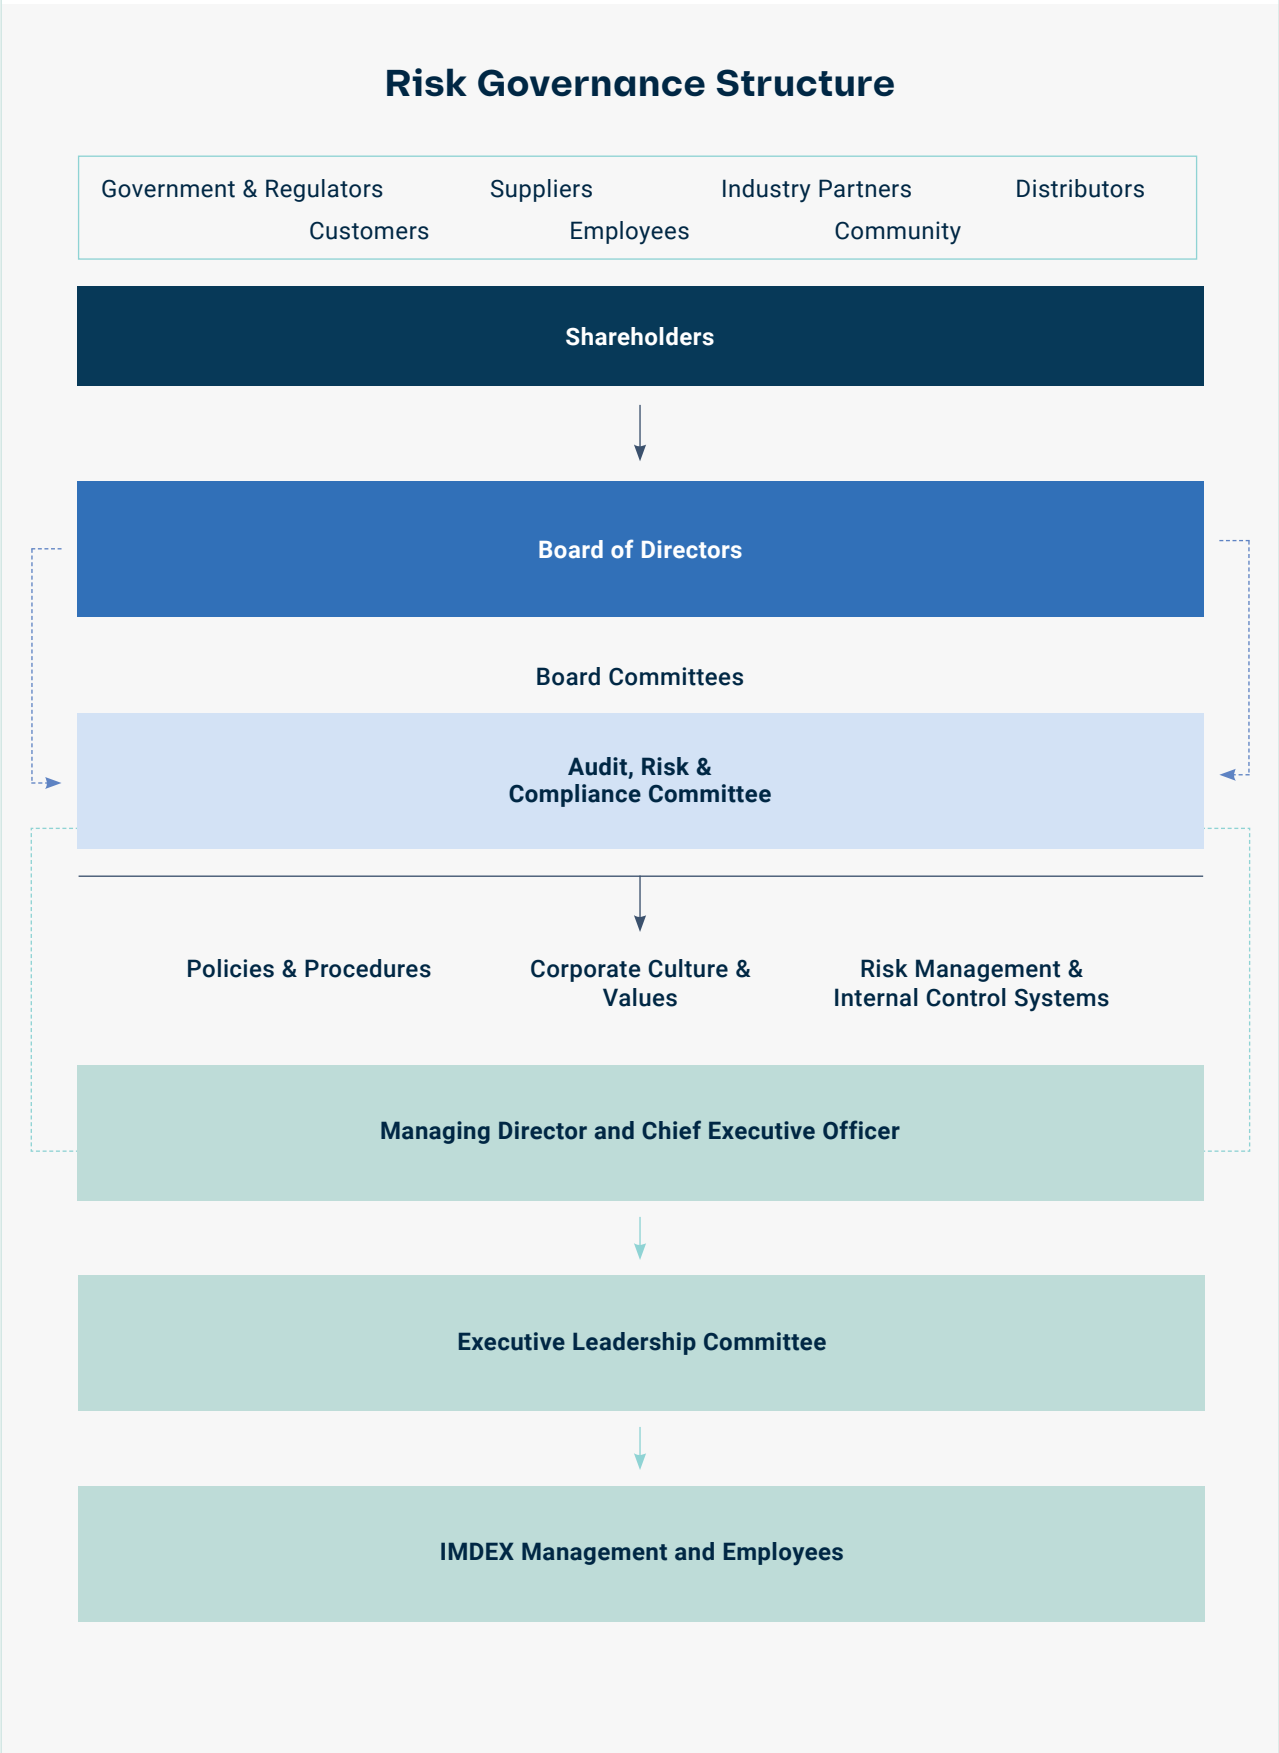 Risk Governance Structure
Government & Regulators Suppliers Industry Partners Distributors
Customers Employees Community
Shareholders
Board of Directors
Board Committees
Audit, Risk &
Compliance Committee
Policies & Procedures
Corporate Culture &
Values
Risk Management &
Internal Control Systems
Managing Director and Chief Executive Officer
Executive Leadership Committee
IMDEX Management and Employees